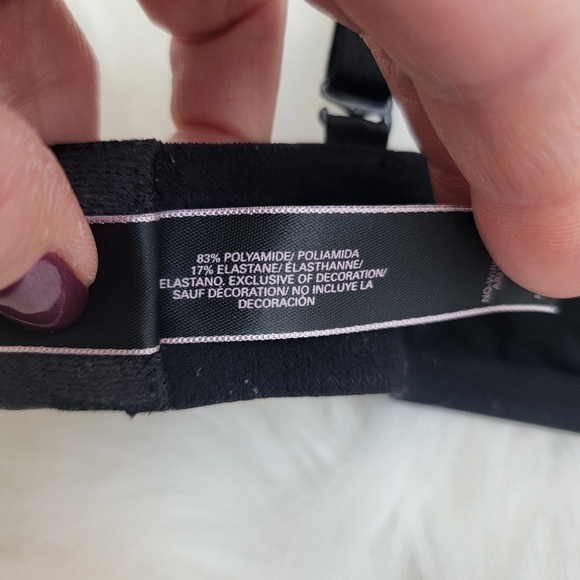 83% POLYAMIDE/ POLIAMIDA
17% ELASTANE/ ÉLASTHANNE/
ELASTANO. EXCLUSIVE OF DECORATION/
SAUF DÉCORATION/ NO INCLUYE LA
DECORACIÓN